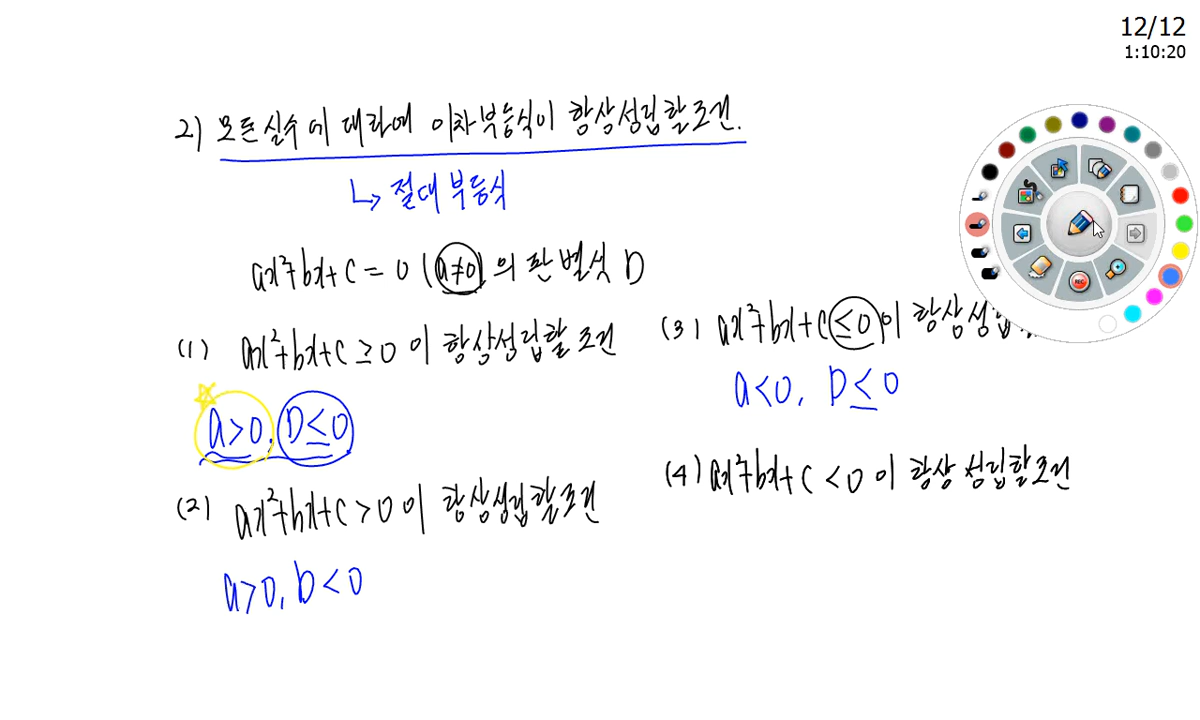 12/12
1:10:20
2) 모든 실수에 대하여 이차부등식이 항상성립할조건.
↳ 절대부등식
ax²+bx+c=0 (a≠0)의 판별식 D
(1) ax²+bx+c≥0이 항상성립할 조건
a>0, D≤0
(2) ax²+bx+c>0이 항상성립할조건
a>0, D<0
(3) ax²+bx+c≤0이 항상성립
a<0, D≤0
(4) ax²+bx+c<0이 항상 성립할조건
REC